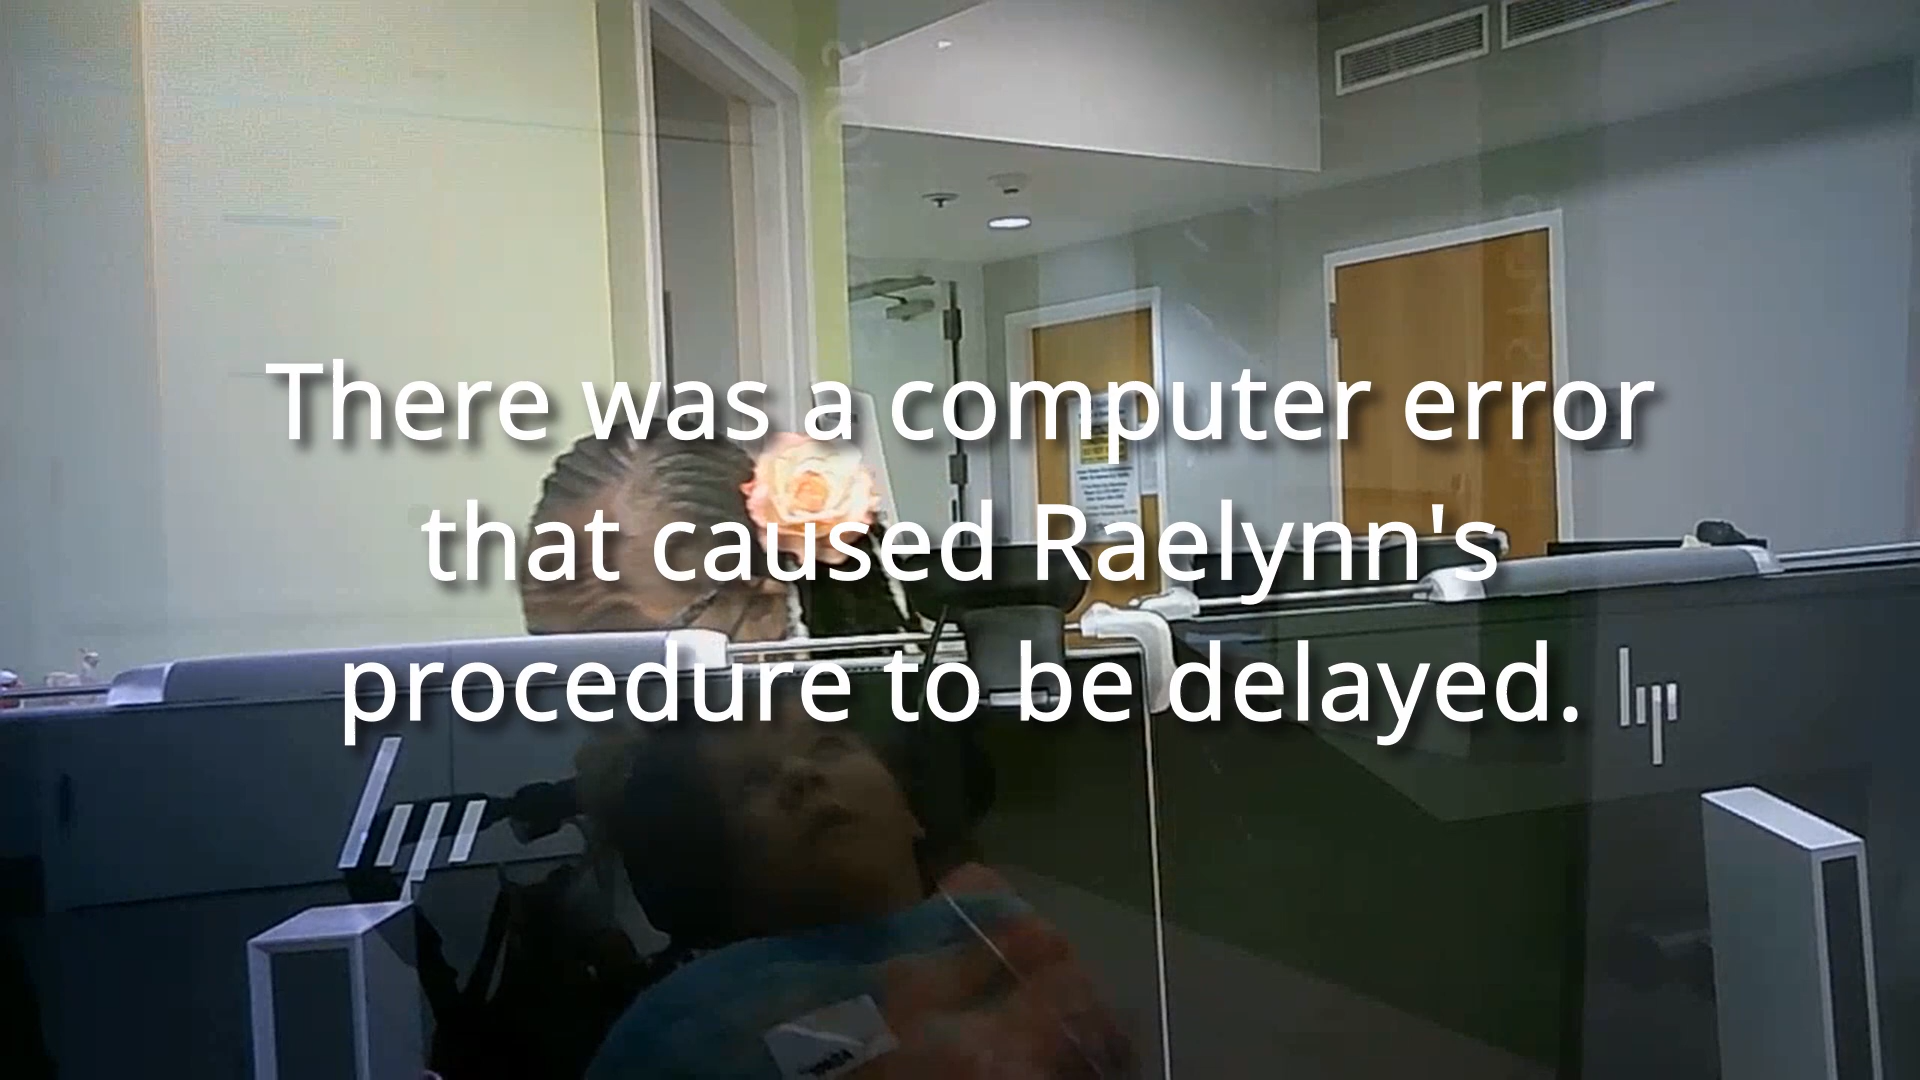 There was a computer error
that caused Raelynn's
procedure to be delayed.